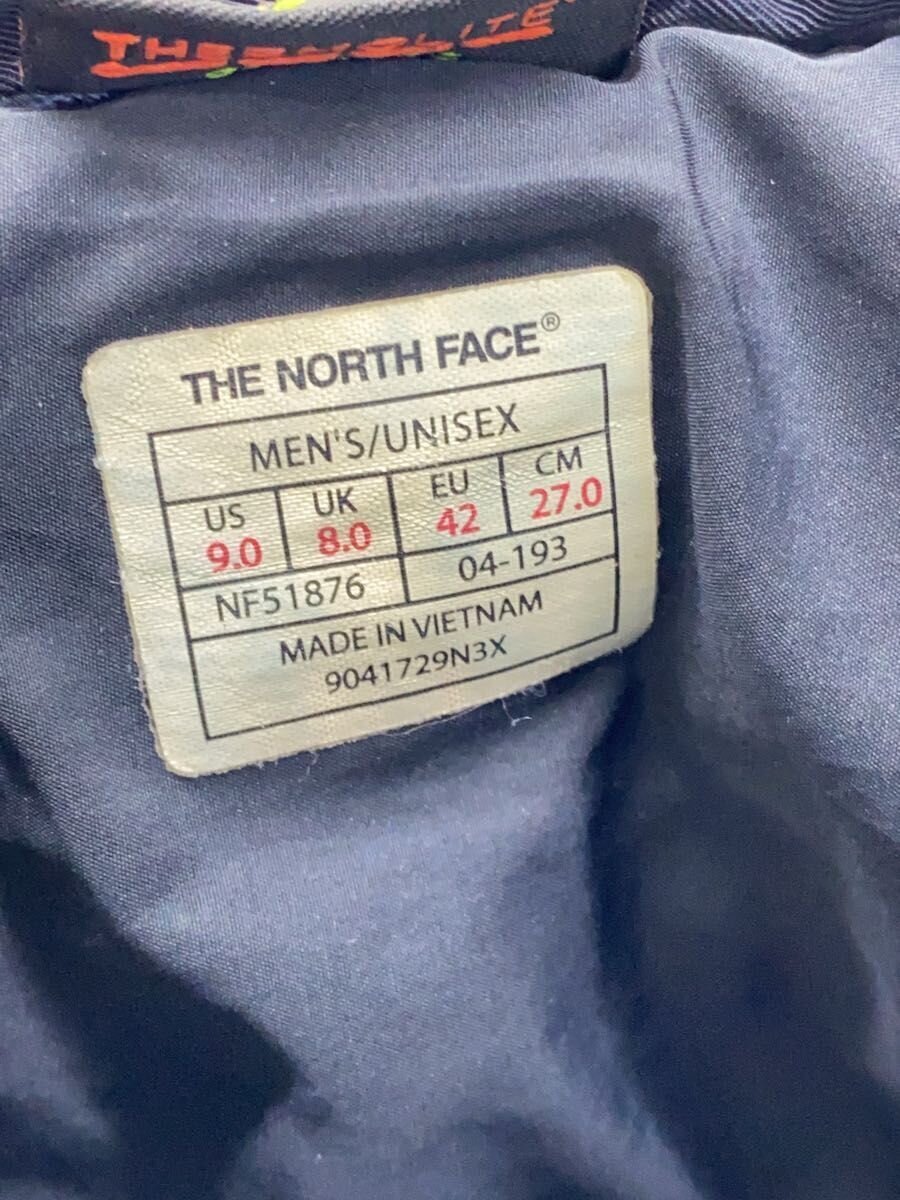 THERMOLITE
THE NORTH FACE®
MEN'S/UNISEX
US UK EU CM
9.0 8.0 42 27.0
NF51876 04-193
MADE IN VIETNAM
9041729N3X